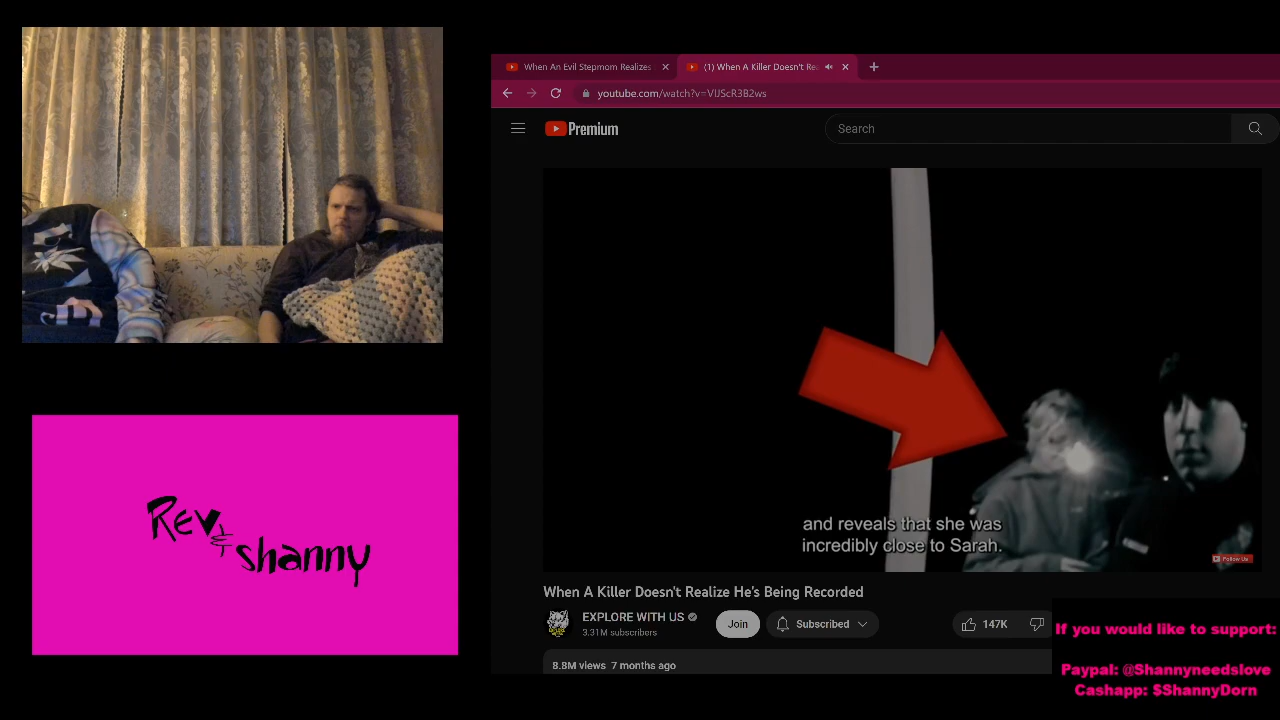 When An Evil Stepmom Realizes
(1) When A Killer Doesn't Re
youtube.com/watch?v=VIJScR3B2ws
Premium
Search
and reveals that she was
incredibly close to Sarah.
Follow Us
When A Killer Doesn't Realize He's Being Recorded
EXPLORE WITH US
3.31M subscribers
Join
Subscribed
147K
8.8M views 7 months ago
Rev
&
shanny
If you would like to support:
Paypal: @Shannyneedslove
Cashapp: $ShannyDorn